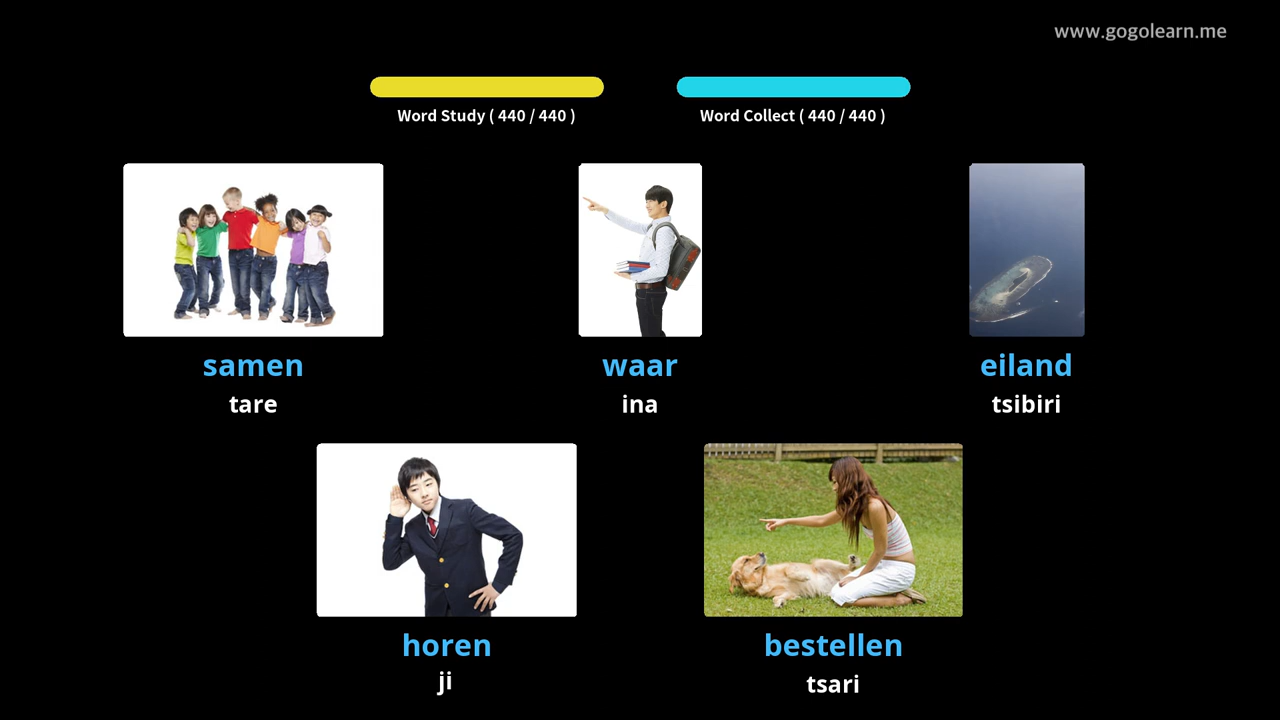 www.gogolearn.me
Word Study ( 440 / 440 )
Word Collect ( 440 / 440 )
samen
tare
waar
ina
eiland
tsibiri
horen
ji
bestellen
tsari